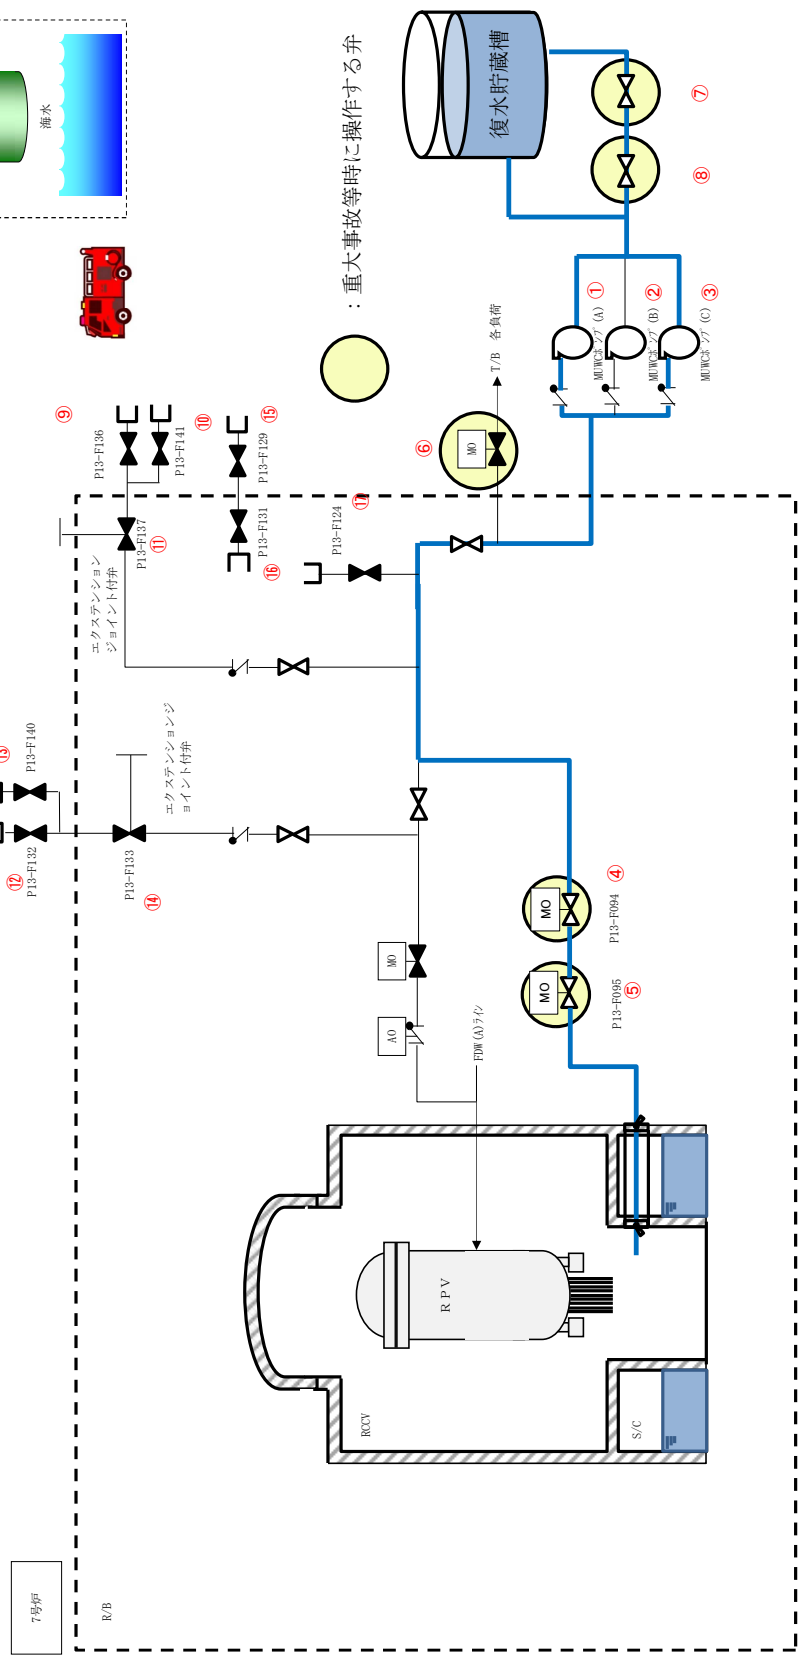 7号炉
R/B
RCCV
RPV
S/C
FDW(A)ライン
AO
MO
MO
P13-F095
⑤
MO
P13-F094
④
⑫
P13-F132
⑬
P13-F140
P13-F133
⑭
エクステンションジ
ョイント付弁
エクステンション
ジョイント付弁
P13-F137
⑪
⑨
P13-F136
P13-F141
⑩
P13-F131
⑯
P13-F129
⑮
P13-F124
⑰
MO
⑥
T/B 各負荷
MUWCポンプ(A)
①
MUWCポンプ(B)
②
MUWCポンプ(C)
③
⑧
⑦
復水貯蔵槽
：重大事故等時に操作する弁
海水